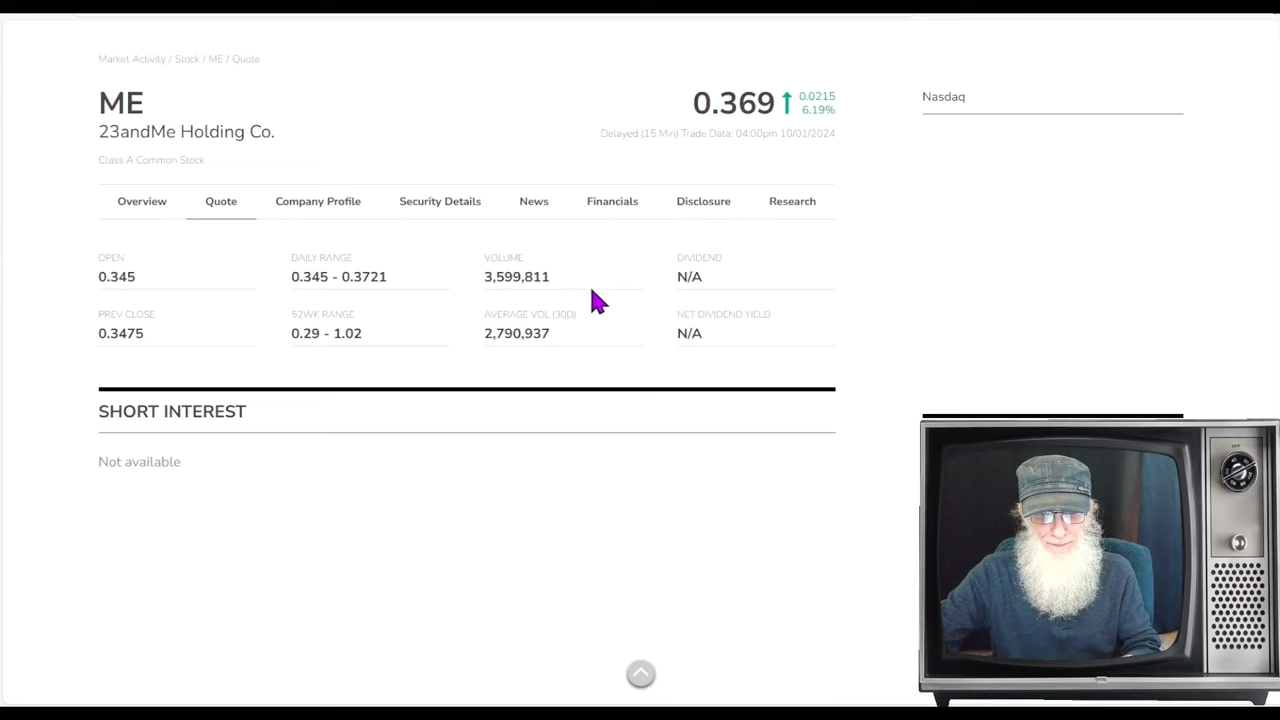 Market Activity / Stock / ME / Quote
ME
0.369
0.0215
6.19%
23andMe Holding Co.
Delayed (15 Min) Trade Data: 04:00pm 10/01/2024
Class A Common Stock
Nasdaq
Overview Quote Company Profile Security Details News Financials Disclosure Research
OPEN DAILY RANGE VOLUME DIVIDEND
0.345 0.345 - 0.3721 3,599,811 N/A
PREV CLOSE 52WK RANGE AVERAGE VOL (30D) NET DIVIDEND YIELD
0.3475 0.29 - 1.02 2,790,937 N/A
SHORT INTEREST
Not available